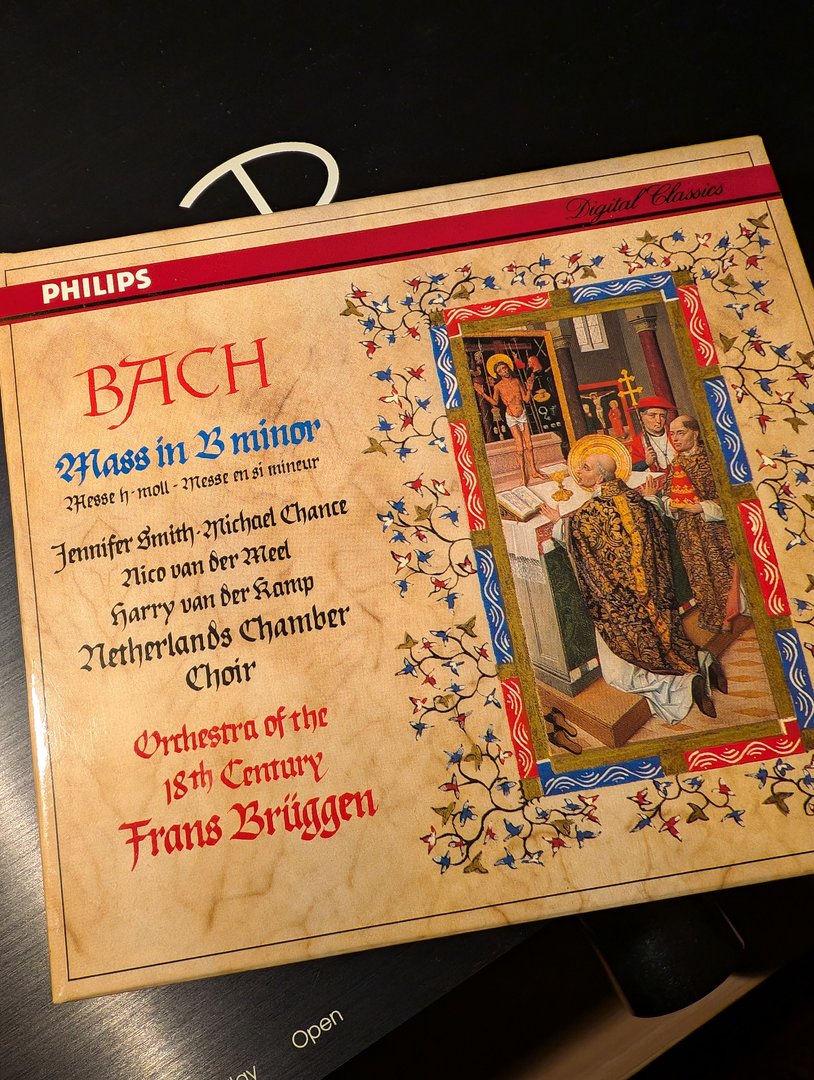 Digital Classics
PHILIPS
BACH
Mass in B minor
Messe h-moll - Messe en si mineur
Jennifer Smith · Michael Chance
Nico van der Meel
Harry van der Kamp
Netherlands Chamber
Choir
Orchestra of the
18th Century
Frans Brüggen
Open